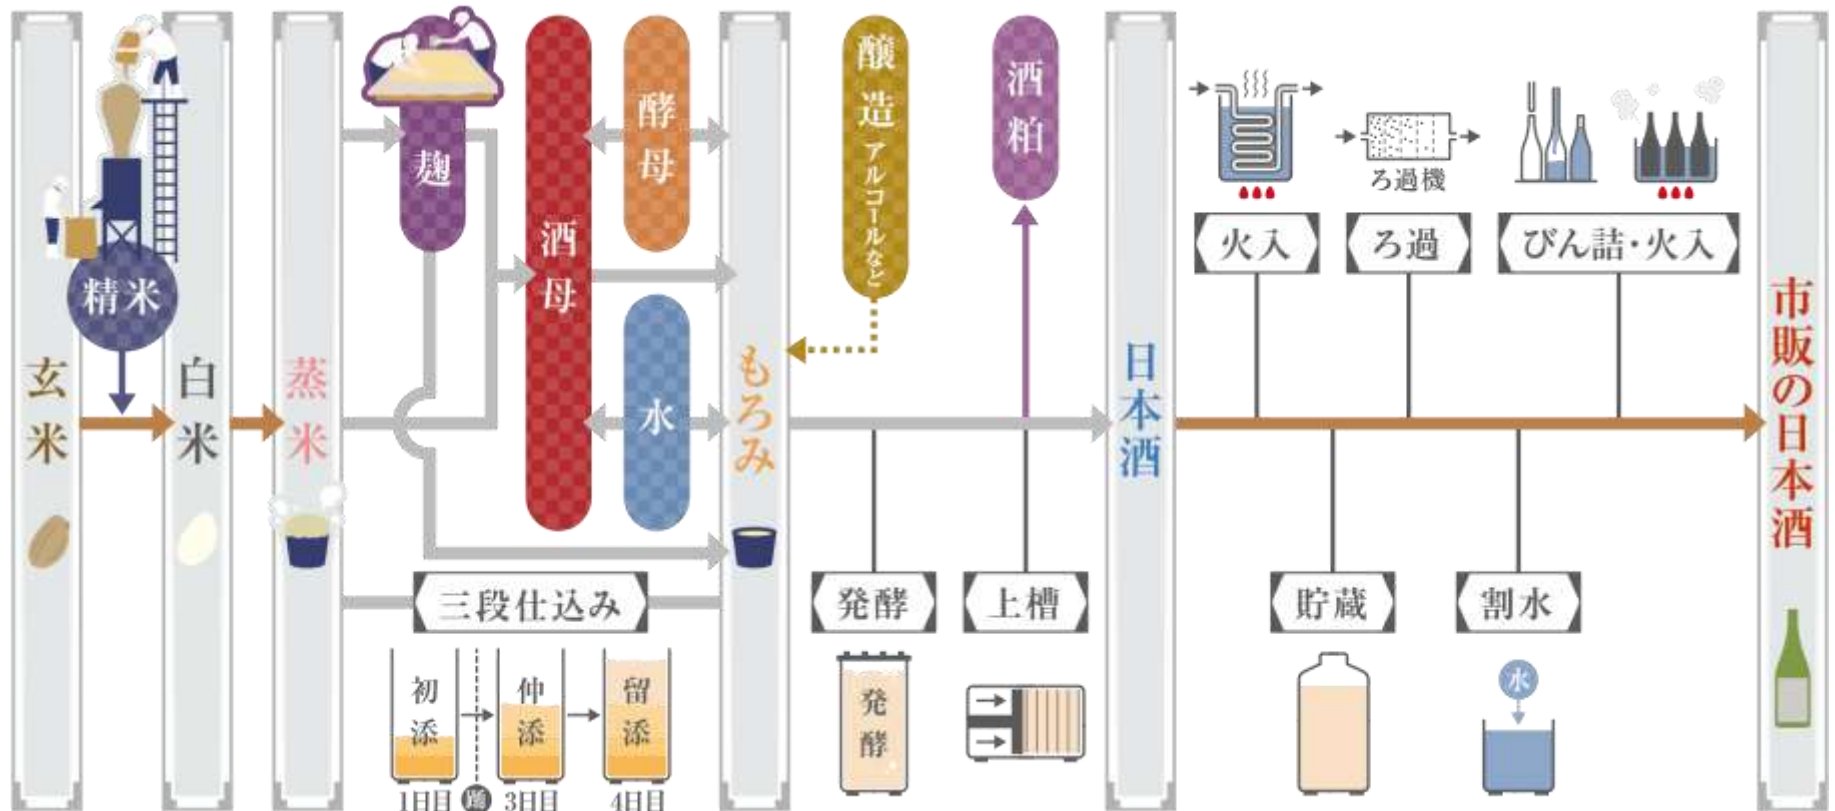 玄米
精米
白米
蒸米
麹
酒母
酵母
水
三段仕込み
初添
仲添
留添
1日目
踊
3日目
4日目
もろみ
醸造アルコールなど
酒粕
発酵
発酵
上槽
日本酒
ろ過機
火入
ろ過
びん詰・火入
貯蔵
割水
水
市販の日本酒